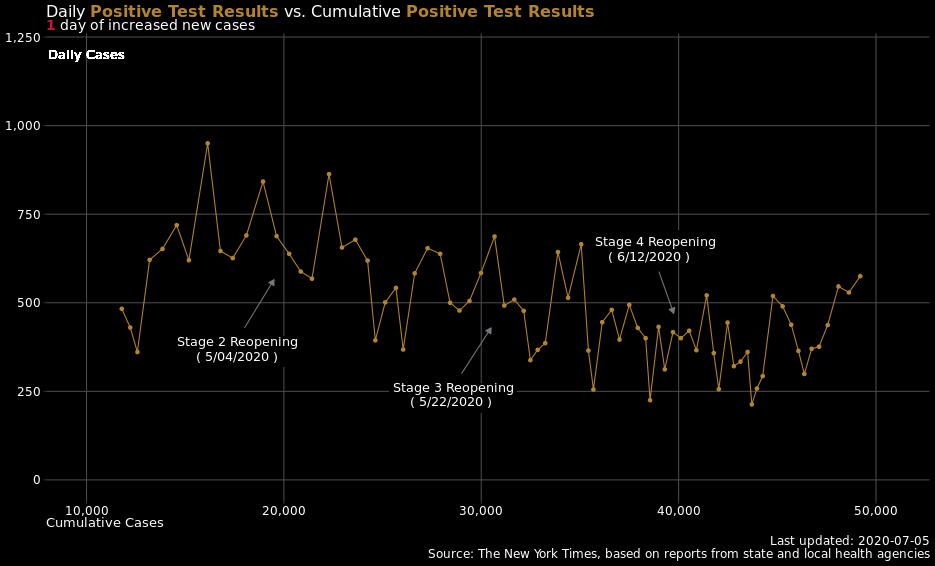 Daily Positive Test Results vs. Cumulative Positive Test Results
1 day of increased new cases
1,250
Daily Cases
1,000
750
Stage 4 Reopening
( 6/12/2020 )
500
Stage 2 Reopening
( 5/04/2020 )
Stage 3 Reopening
( 5/22/2020 )
250
0
10,000 20,000 30,000 40,000 50,000
Cumulative Cases
Last updated: 2020-07-05
Source: The New York Times, based on reports from state and local health agencies